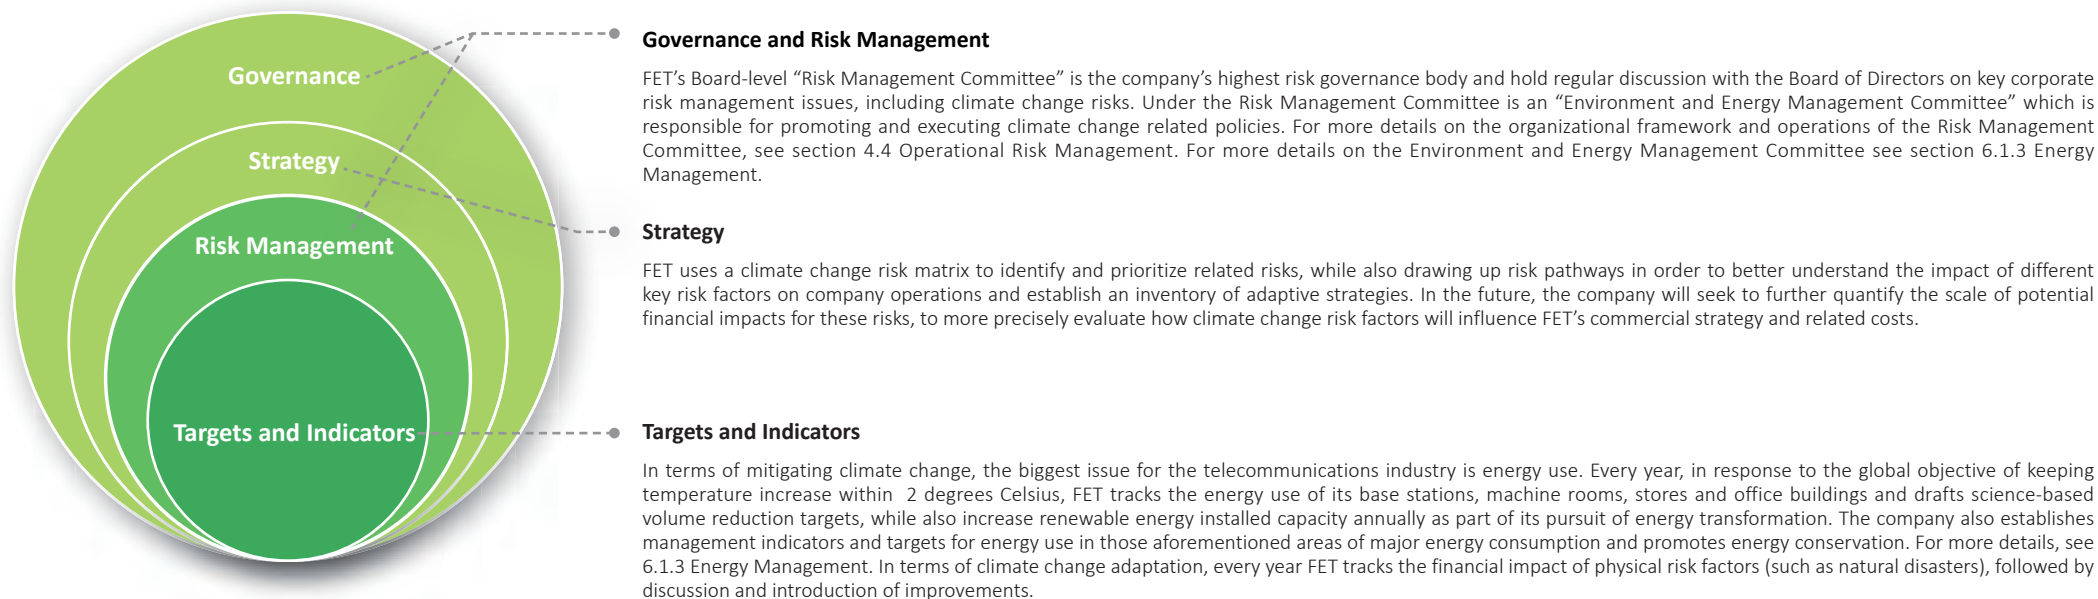 Governance
Strategy
Risk Management
Targets and Indicators
Governance and Risk Management
FET's Board-level “Risk Management Committee” is the company's highest risk governance body and hold regular discussion with the Board of Directors on key corporate
risk management issues, including climate change risks. Under the Risk Management Committee is an “Environment and Energy Management Committee” which is
responsible for promoting and executing climate change related policies. For more details on the organizational framework and operations of the Risk Management
Committee, see section 4.4 Operational Risk Management. For more details on the Environment and Energy Management Committee see section 6.1.3 Energy
Management.
Strategy
FET uses a climate change risk matrix to identify and prioritize related risks, while also drawing up risk pathways in order to better understand the impact of different
key risk factors on company operations and establish an inventory of adaptive strategies. In the future, the company will seek to further quantify the scale of potential
financial impacts for these risks, to more precisely evaluate how climate change risk factors will influence FET's commercial strategy and related costs.
Targets and Indicators
In terms of mitigating climate change, the biggest issue for the telecommunications industry is energy use. Every year, in response to the global objective of keeping
temperature increase within 2 degrees Celsius, FET tracks the energy use of its base stations, machine rooms, stores and office buildings and drafts science-based
volume reduction targets, while also increase renewable energy installed capacity annually as part of its pursuit of energy transformation. The company also establishes
management indicators and targets for energy use in those aforementioned areas of major energy consumption and promotes energy conservation. For more details, see
6.1.3 Energy Management. In terms of climate change adaptation, every year FET tracks the financial impact of physical risk factors (such as natural disasters), followed by
discussion and introduction of improvements.